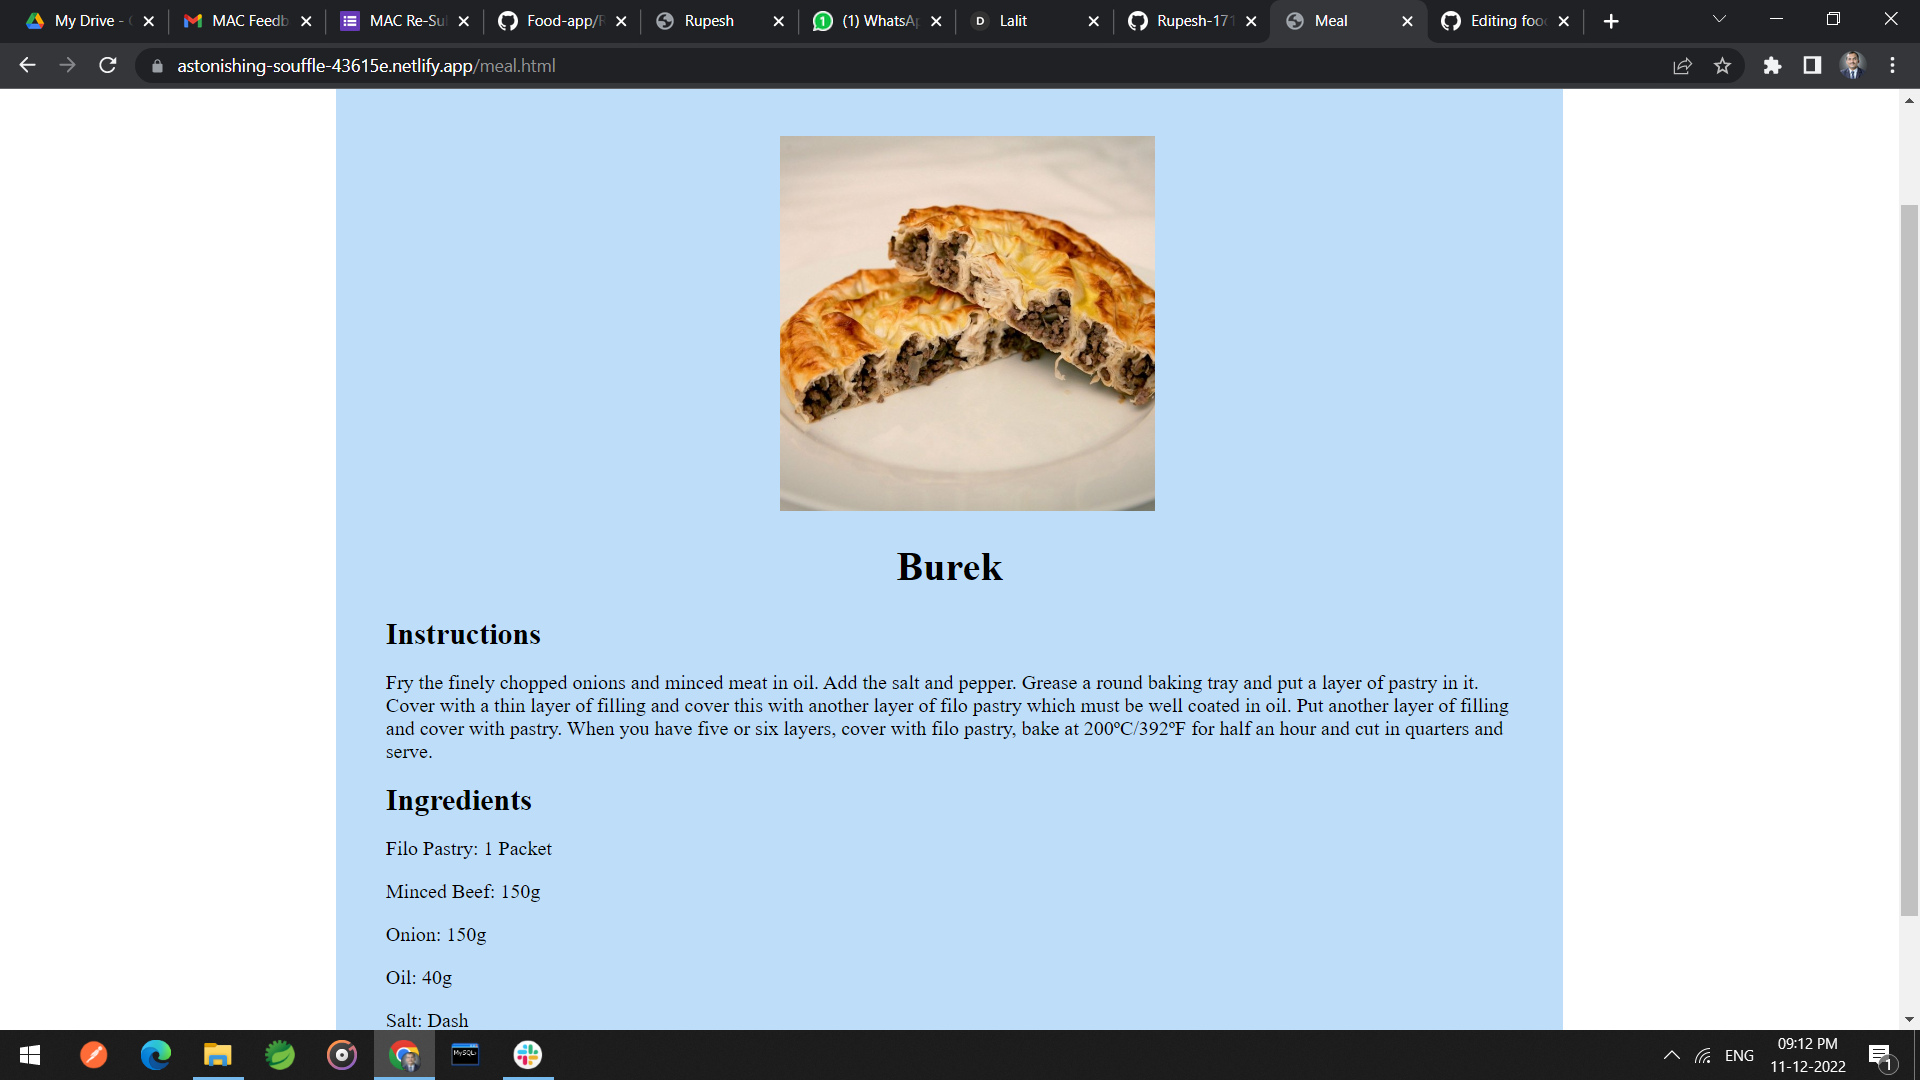 My Drive -
MAC Feedb
MAC Re-Su
Food-app/
Rupesh
(1) WhatsA
D Lalit
Rupesh-171
Meal
Editing foo
astonishing-souffle-43615e.netlify.app/meal.html
Burek
Instructions
Fry the finely chopped onions and minced meat in oil. Add the salt and pepper. Grease a round baking tray and put a layer of pastry in it.
Cover with a thin layer of filling and cover this with another layer of filo pastry which must be well coated in oil. Put another layer of filling
and cover with pastry. When you have five or six layers, cover with filo pastry, bake at 200ºC/392ºF for half an hour and cut in quarters and
serve.
Ingredients
Filo Pastry: 1 Packet
Minced Beef: 150g
Onion: 150g
Oil: 40g
Salt: Dash
ENG
09:12 PM
11-12-2022
1